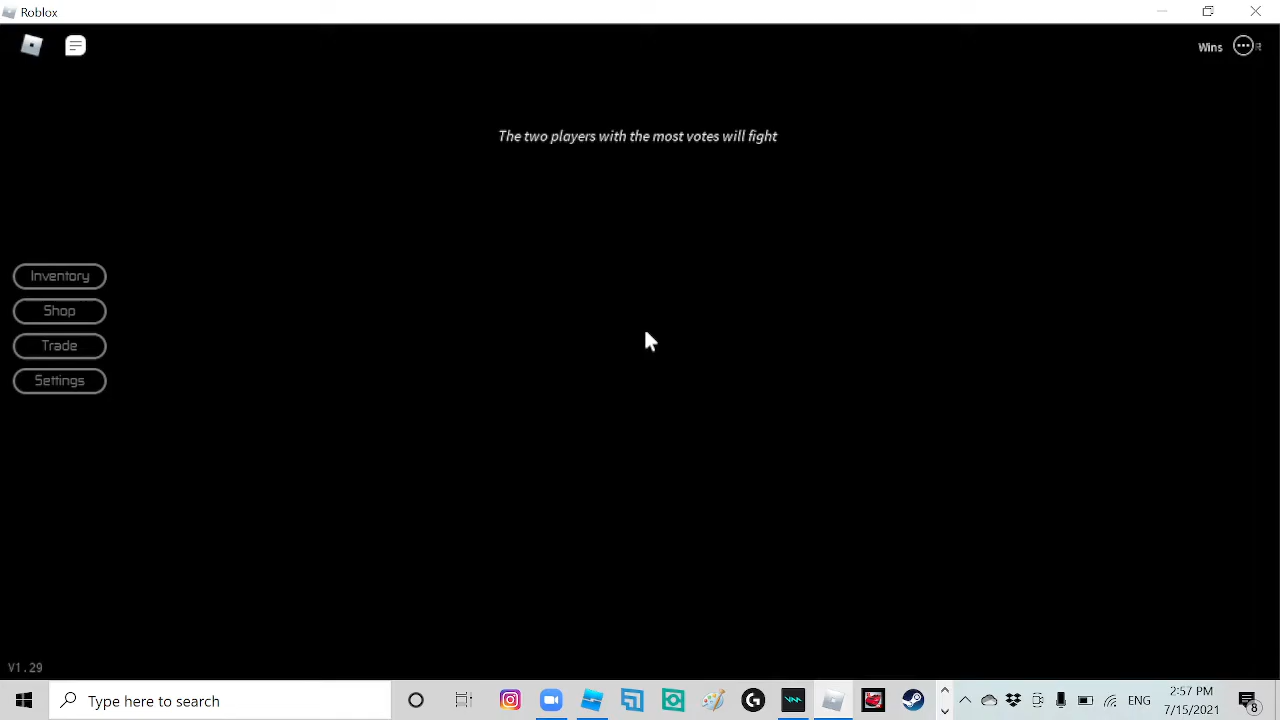 Roblox
Wins
The two players with the most votes will fight
Inventory
Shop
Trade
Settings
V1.29
Type here to search
ENG
2:57 PM
7/15/2021
8